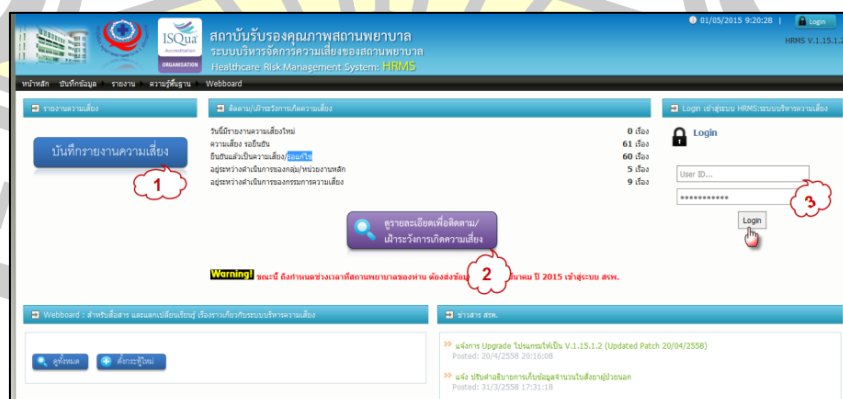 01/05/2015 9:20:28 | Login
HRMS V.1.15.1.2
ISQua
Accreditation
ORGANISATION
สถาบันรับรองคุณภาพสถานพยาบาล
ระบบบริหารจัดการความเสี่ยงของสถานพยาบาล
Healthcare Risk Management System: HRMS
หน้าหลัก บันทึกข้อมูล รายงาน ความรู้พื้นฐาน Webboard
รายงานความเสี่ยง
ติดตาม/เฝ้าระวังการเกิดความเสี่ยง
Login เข้าสู่ระบบ HRMS:ระบบบริหารความเสี่ยง
บันทึกรายงานความเสี่ยง
1
วันนี้มีรายงานความเสี่ยงใหม่ 0 เรื่อง
ความเสี่ยง รอยืนยัน 61 เรื่อง
ยืนยันแล้วเป็นความเสี่ยง/รอแก้ไข 60 เรื่อง
อยู่ระหว่างดำเนินการของกลุ่ม/หน่วยงานหลัก 5 เรื่อง
อยู่ระหว่างดำเนินการของกรรมการความเสี่ยง 9 เรื่อง
Login
User ID...
***********
3
Login
ดูรายละเอียดเพื่อติดตาม/
เฝ้าระวังการเกิดความเสี่ยง
2
Warning! ขณะนี้ ถึงกำหนดช่วงเวลาที่สถานพยาบาลของท่าน ต้องส่งข้อมูล ปี 2015 เข้าสู่ระบบ สรพ.
Webboard : สำหรับสื่อสาร และแลกเปลี่ยนเรียนรู้ เรื่องราวเกี่ยวกับระบบบริหารความเสี่ยง
ข่าวสาร สรพ.
ดูทั้งหมด
ตั้งกระทู้ใหม่
แจ้งการ Upgrade โปรแกรมให้เป็น V.1.15.1.2 (Updated Patch 20/04/2558)
Posted: 20/4/2558 20:16:08
แจ้ง ปรับคำอธิบายการเก็บข้อมูลจำนวนใบสั่งยาผู้ป่วยนอก
Posted: 31/3/2558 17:31:18